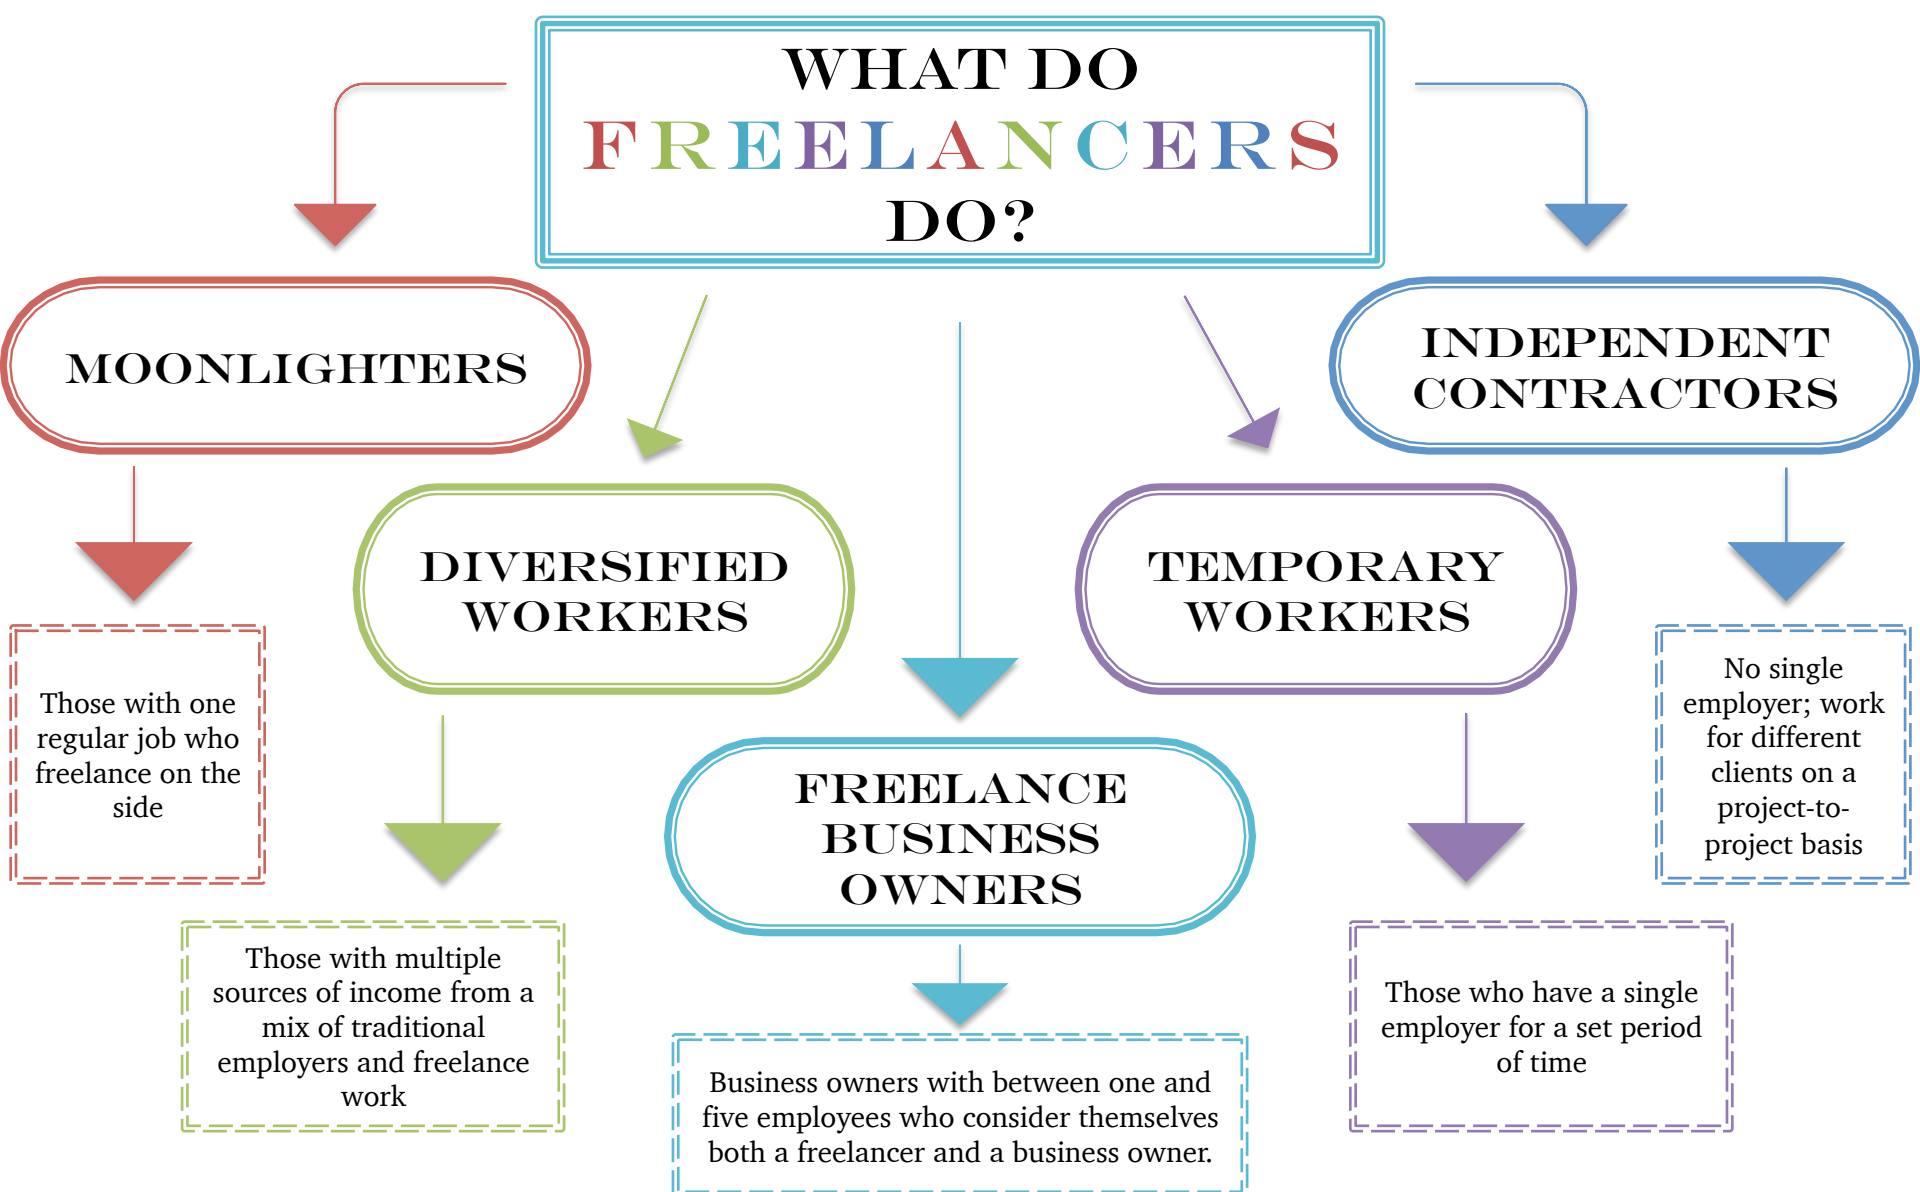 WHAT DO
FREELANCERS
DO?
MOONLIGHTERS
INDEPENDENT
CONTRACTORS
DIVERSIFIED
WORKERS
TEMPORARY
WORKERS
FREELANCE
BUSINESS
OWNERS
Those with one
regular job who
freelance on the
side
No single
employer; work
for different
clients on a
project-to-
project basis
Those with multiple
sources of income from a
mix of traditional
employers and freelance
work
Business owners with between one and
five employees who consider themselves
both a freelancer and a business owner.
Those who have a single
employer for a set period
of time